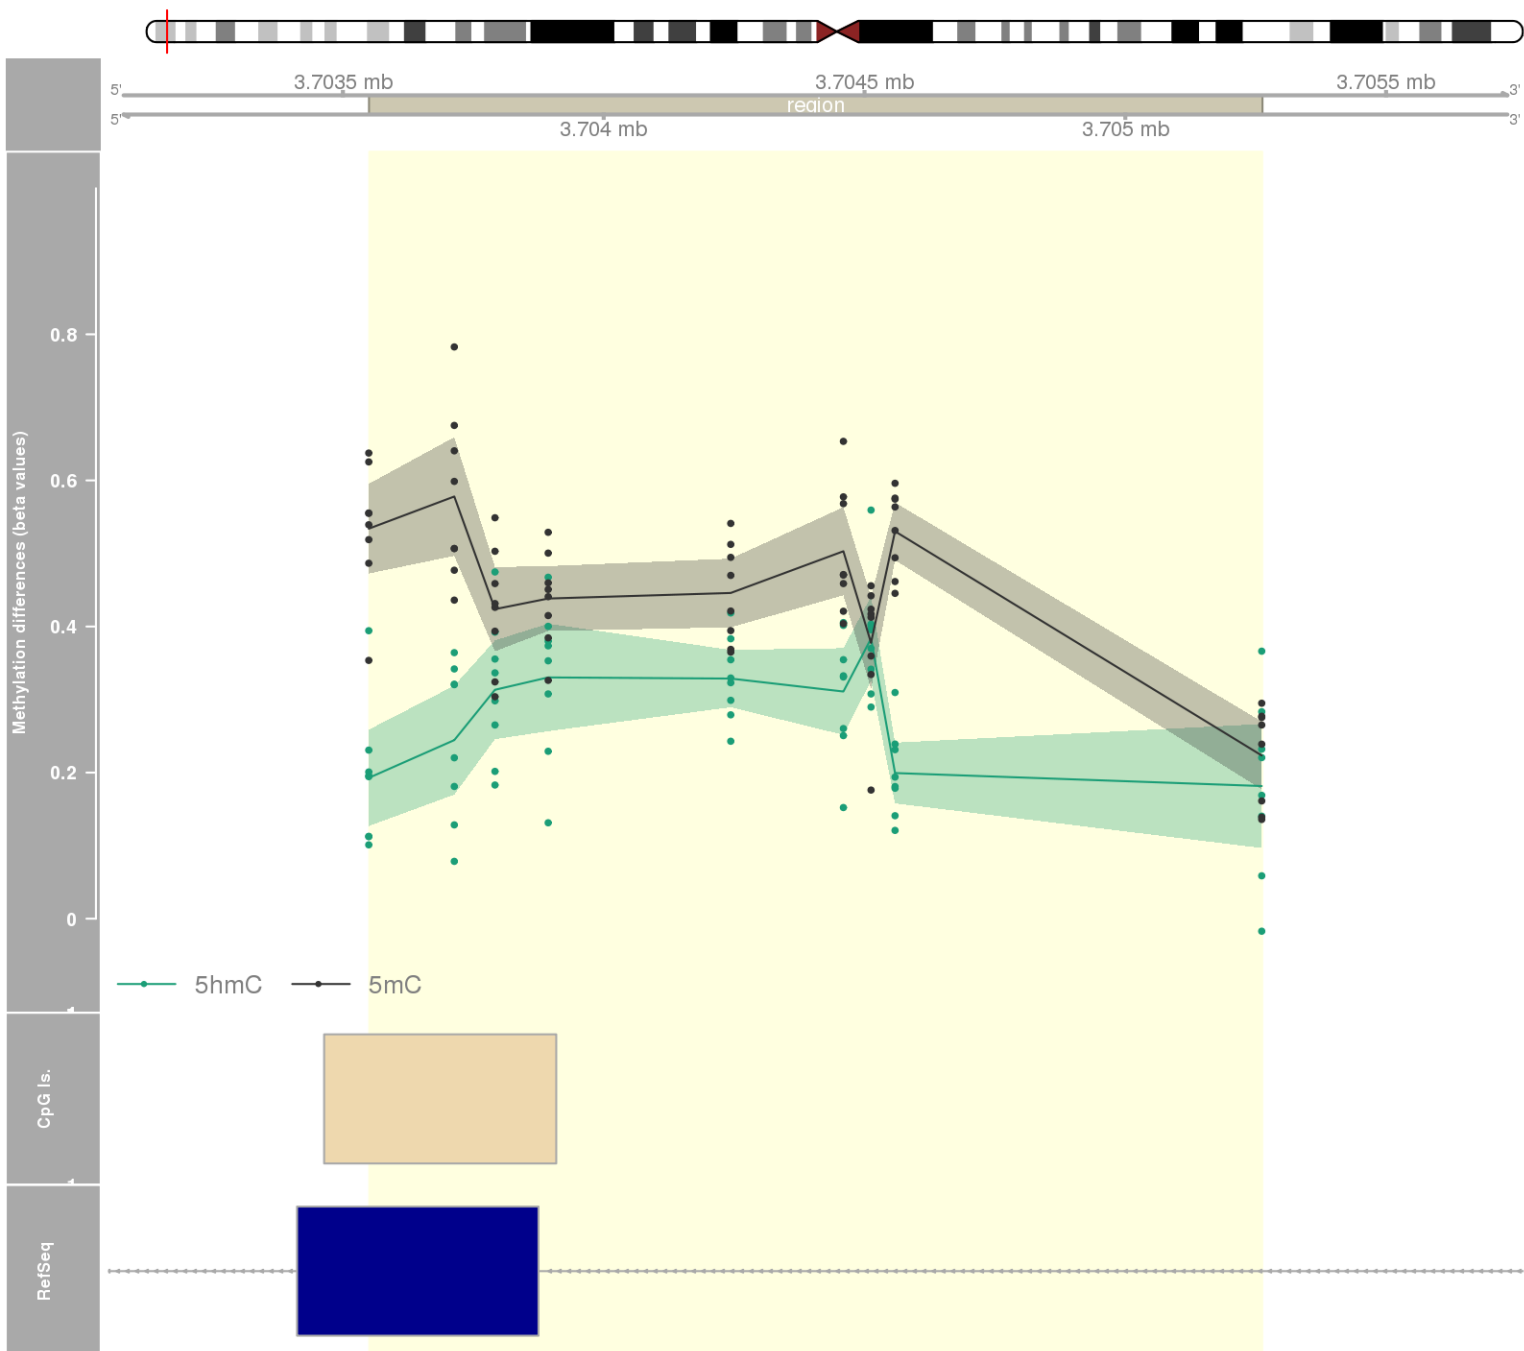 3.7035 mb
3.7045 mb
3.7055 mb
5'
3'
region
5'
3'
3.704 mb
3.705 mb
Methylation differences (beta values)
0.8
0.6
0.4
0.2
0
5hmC
5mC
CpG Is.
RefSeq